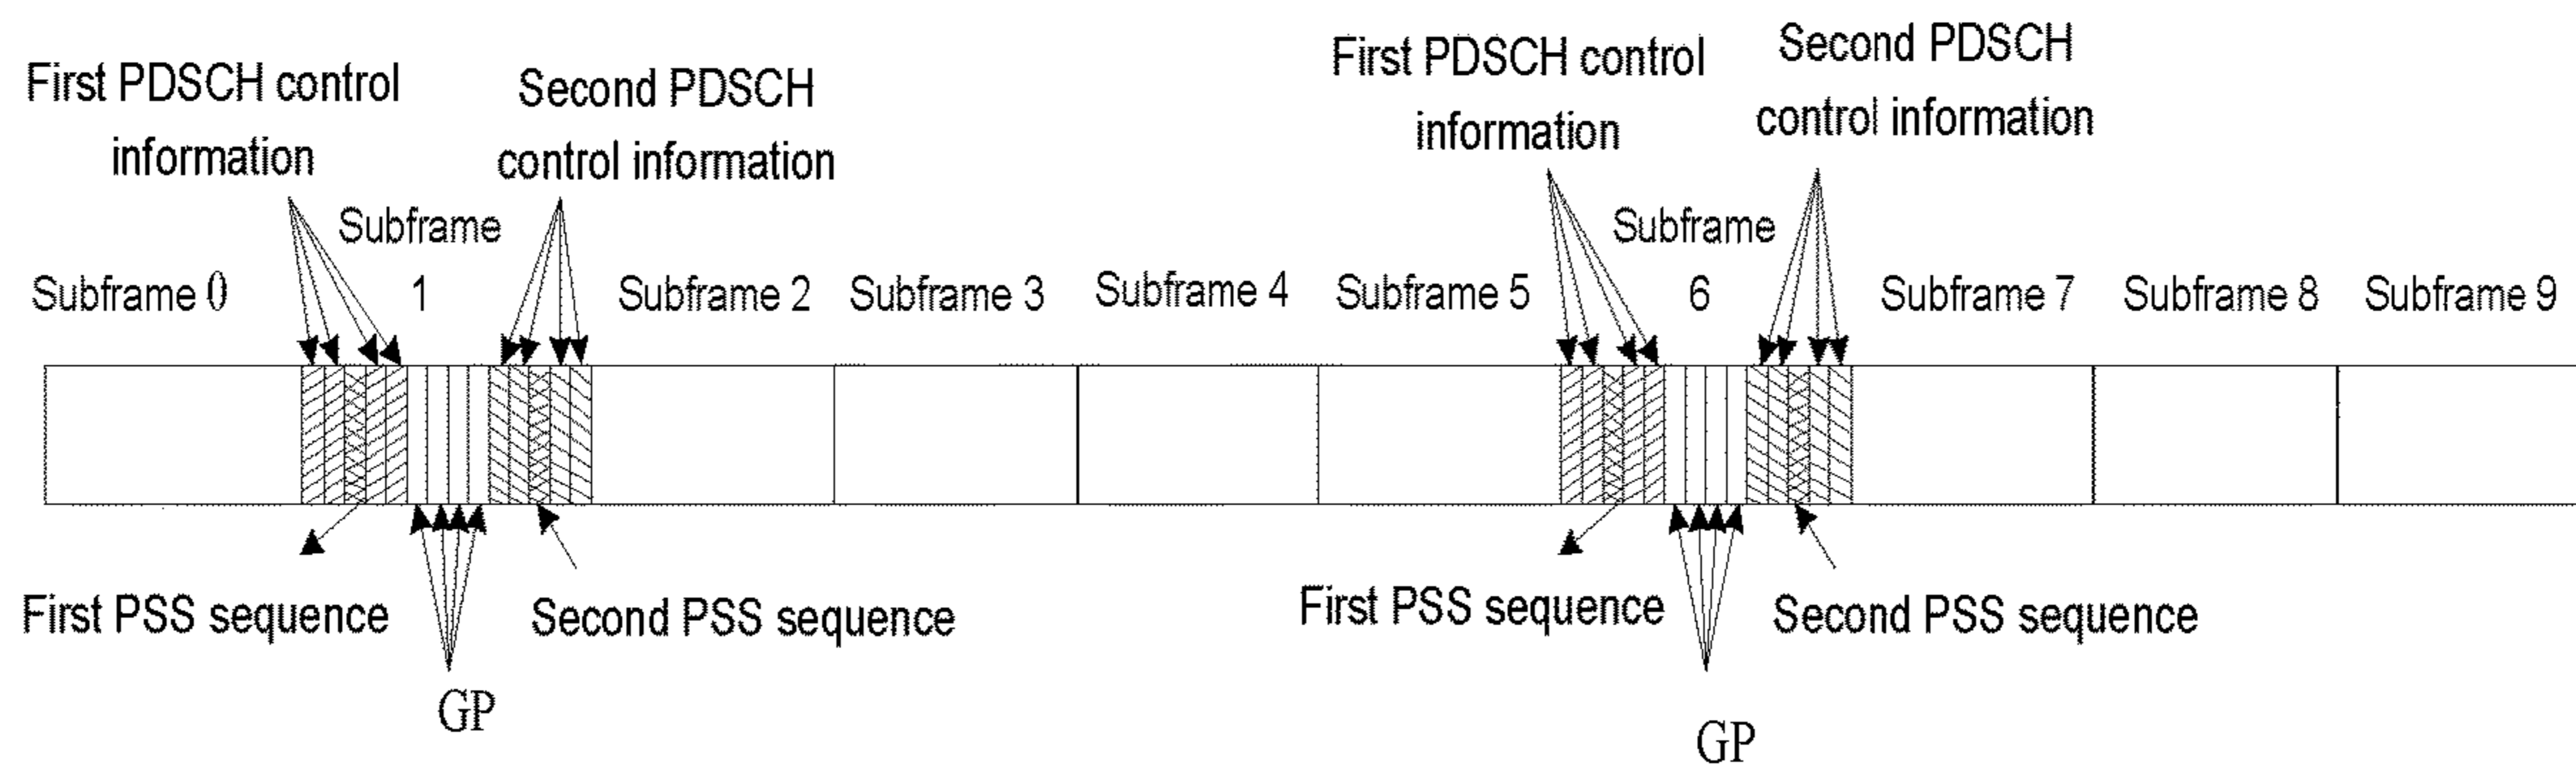 First PDSCH control
information
Second PDSCH
control information
First PDSCH control
information
Second PDSCH
control information
Subframe 0
Subframe
1
Subframe 2
Subframe 3
Subframe 4
Subframe 5
Subframe
6
Subframe 7
Subframe 8
Subframe 9
First PSS sequence
Second PSS sequence
First PSS sequence
Second PSS sequence
GP
GP